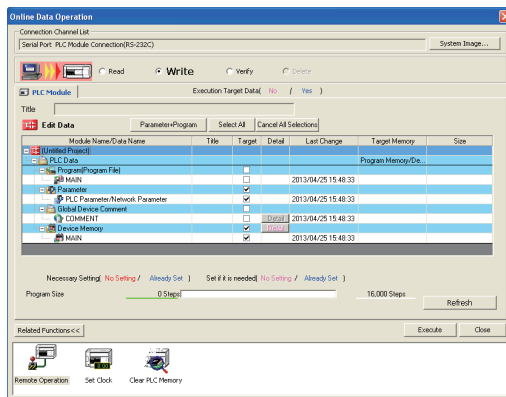 Online Data Operation
Connection Channel List
Serial Port PLC Module Connection(RS-232C)
System Image...
Read
Write
Verify
Delete
PLC Module
Execution Target Data( No / Yes )
Title
Edit Data
Parameter+Program
Select All
Cancel All Selections
Module Name/Data Name Title Target Detail Last Change Target Memory Size
(Untitled Project)
PLC Data Program Memory/De...
Program(Program File)
MAIN 2013/04/25 15:48:33
Parameter
PLC Parameter/Network Parameter 2013/04/25 15:48:33
Global Device Comment
COMMENT Detail 2013/04/25 15:48:33
Device Memory Detail
MAIN 2013/04/25 15:48:33
Necessary Setting( No Setting / Already Set ) Set if it is needed( No Setting / Already Set )
Program Size 0 Steps 16,000 Steps
Refresh
Related Functions<<
Execute
Close
Remote Operation
Set Clock
Clear PLC Memory